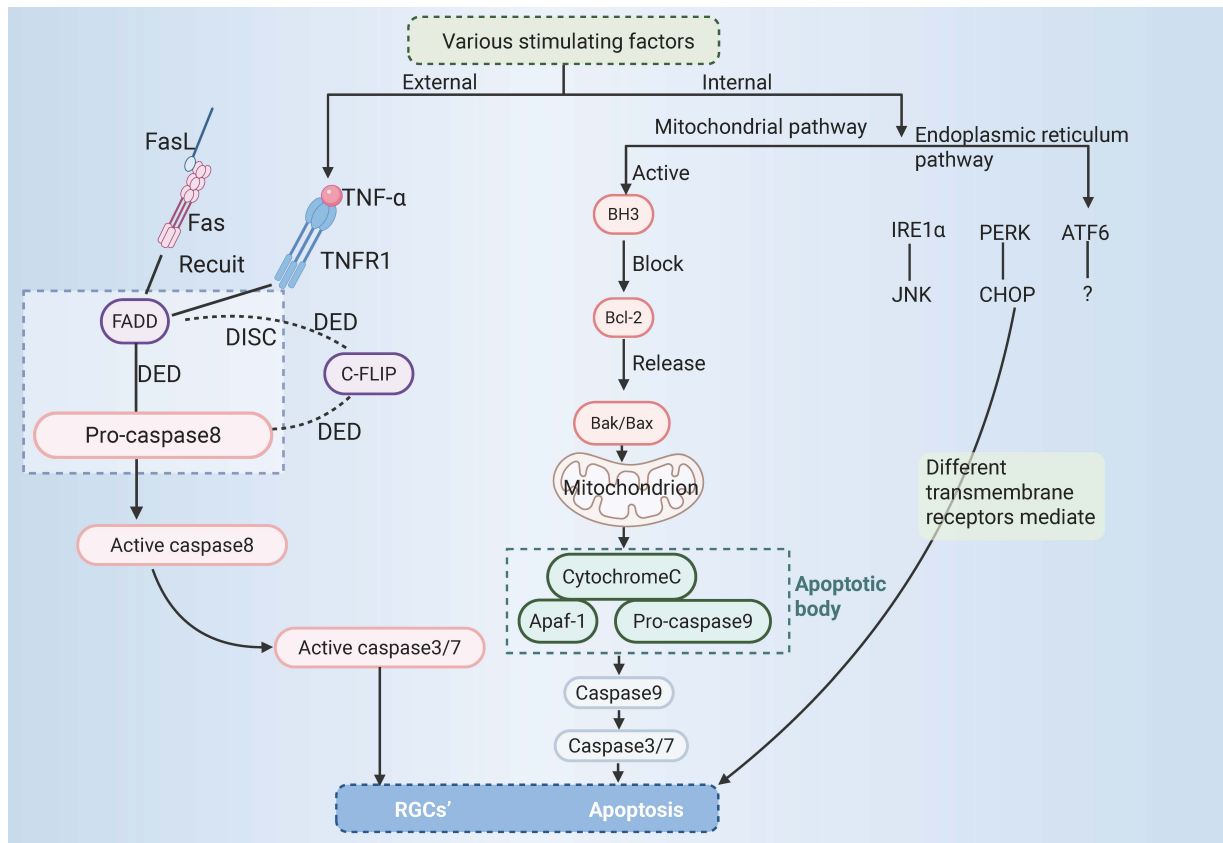 Various stimulating factors
External
Internal
Mitochondrial pathway
Endoplasmic reticulum
pathway
FasL
Fas
Recuit
TNF-α
TNFR1
FADD
DISC
DED
DED
C-FLIP
DED
Pro-caspase8
Active caspase8
Active caspase3/7
Active
BH3
Block
Bcl-2
Release
Bak/Bax
Mitochondrion
CytochromeC
Apaf-1
Pro-caspase9
Apoptotic
body
Caspase9
Caspase3/7
IRE1α
PERK
ATF6
JNK
CHOP
?
Different
transmembrane
receptors mediate
RGCs’ Apoptosis